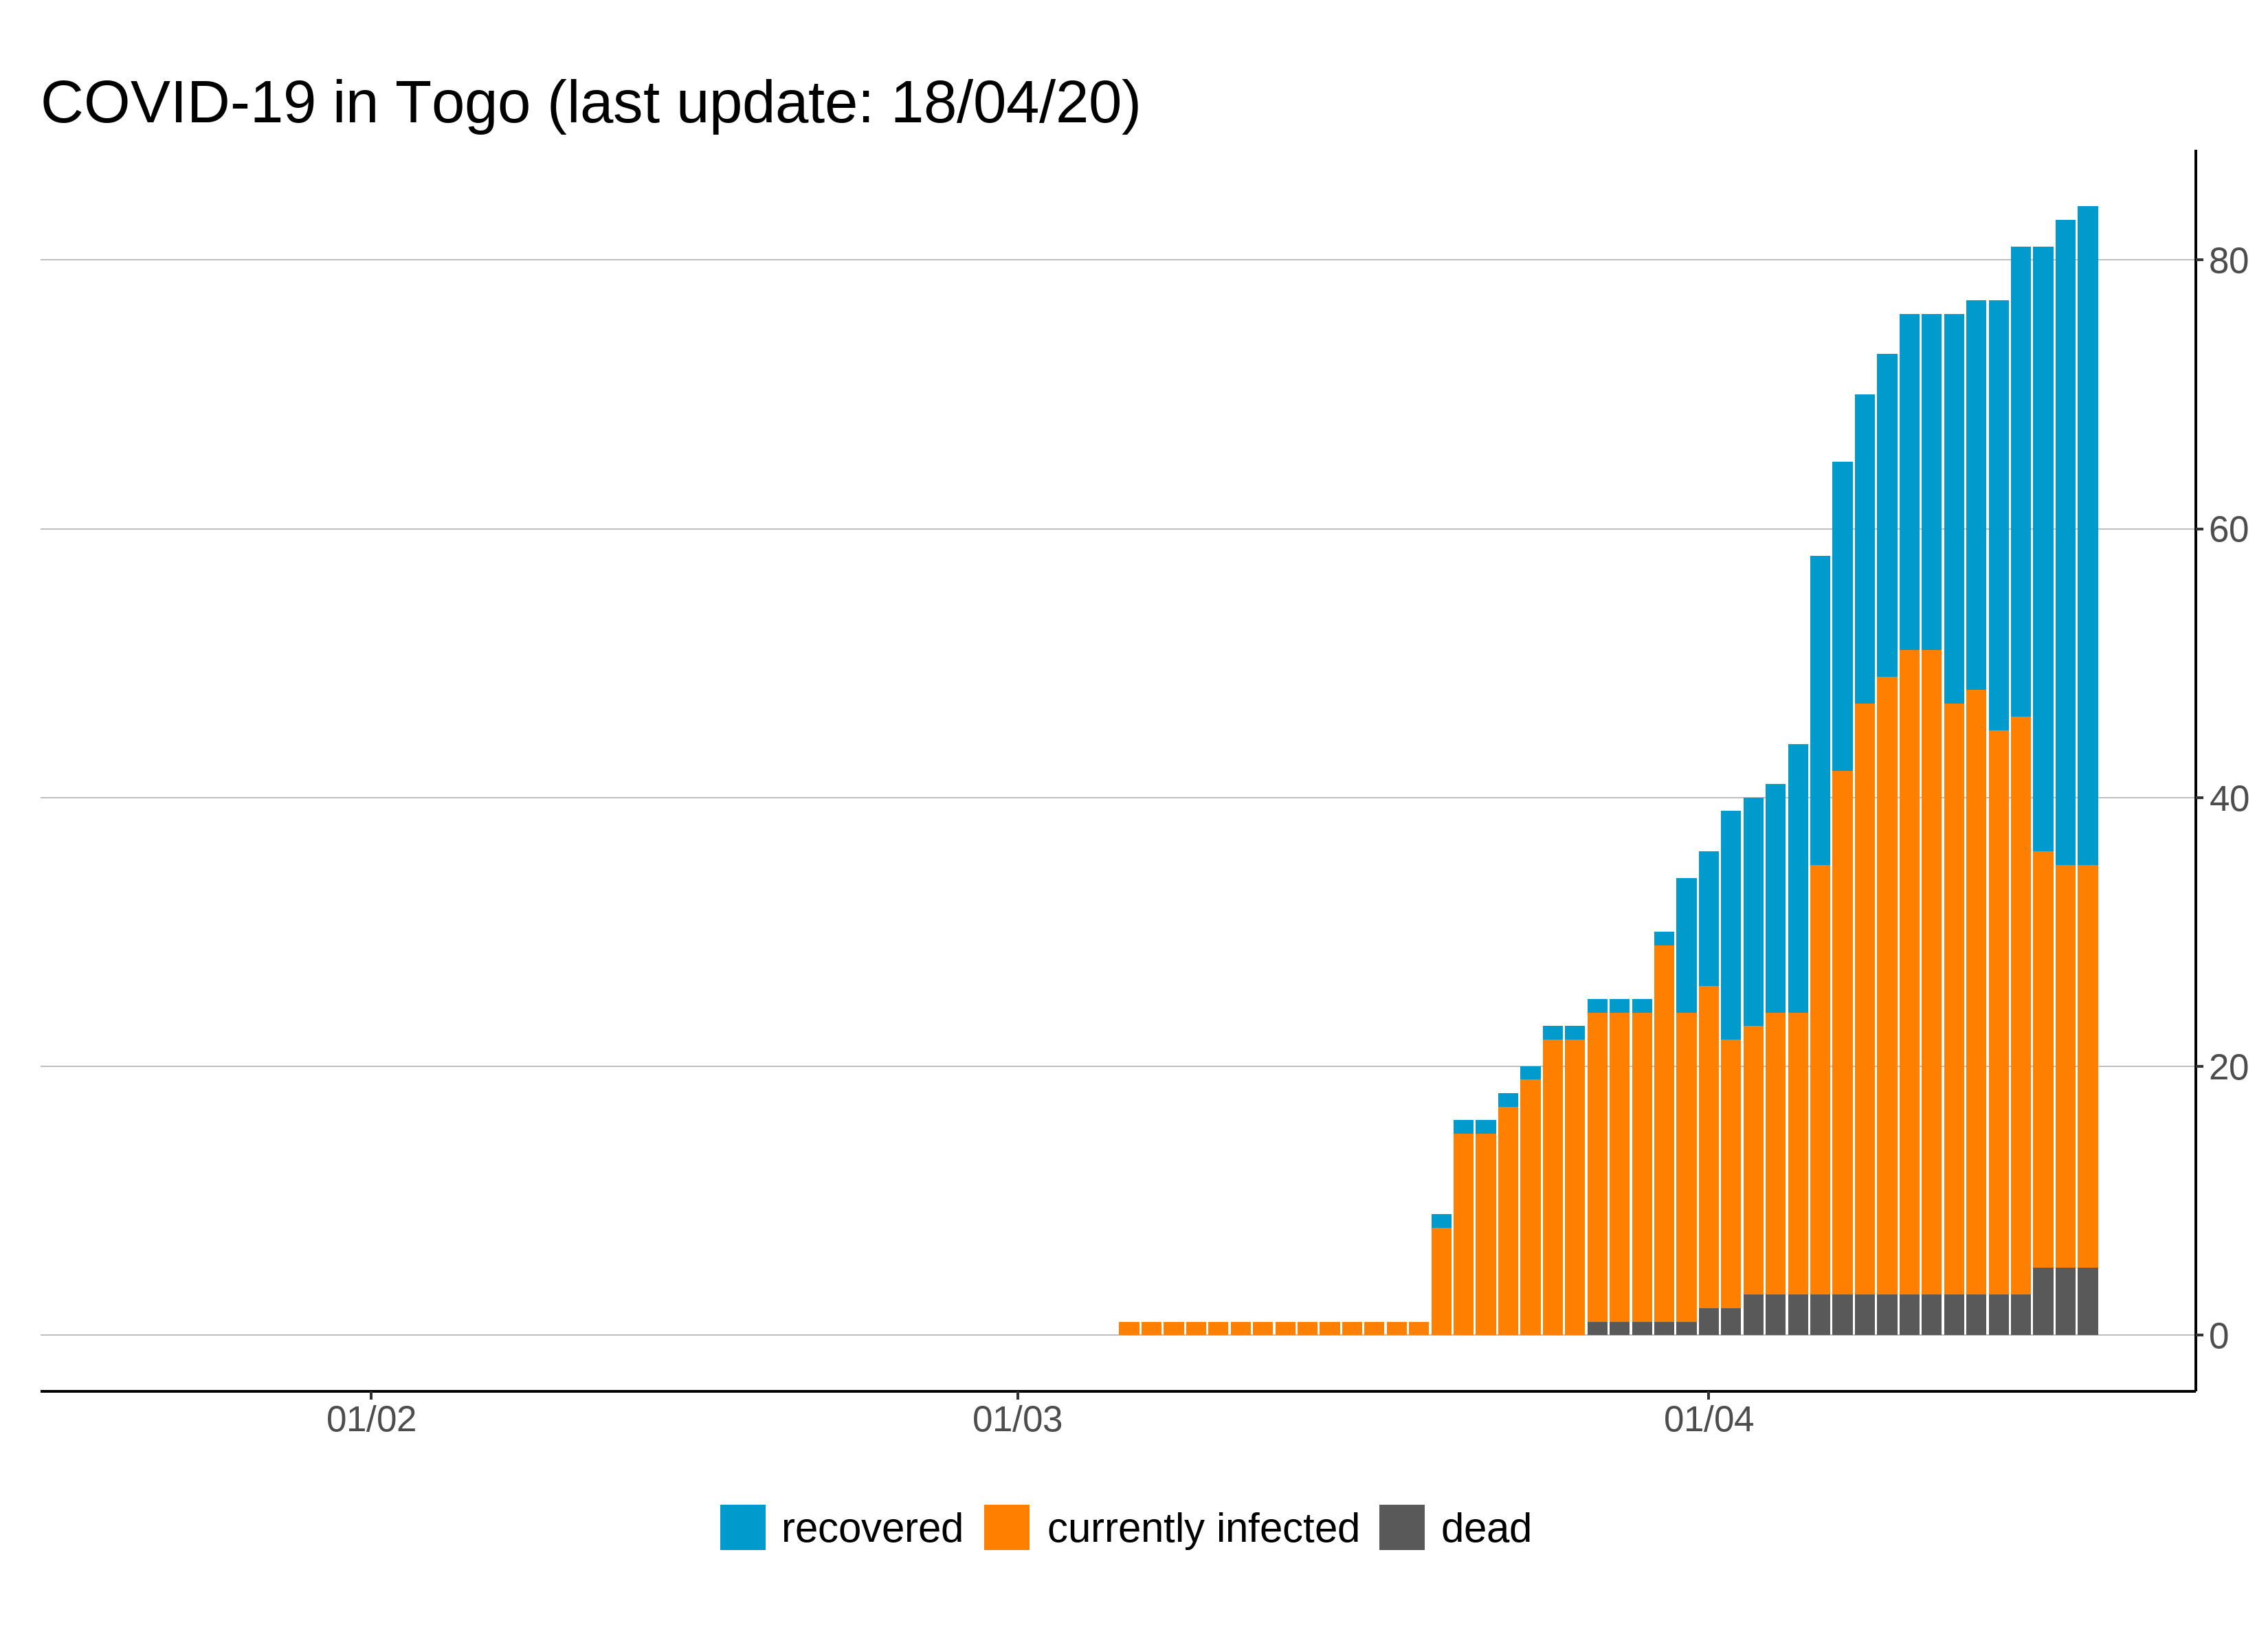 COVID-19 in Togo (last update: 18/04/20)
80
60
40
20
0
01/02 01/03 01/04
recovered currently infected dead